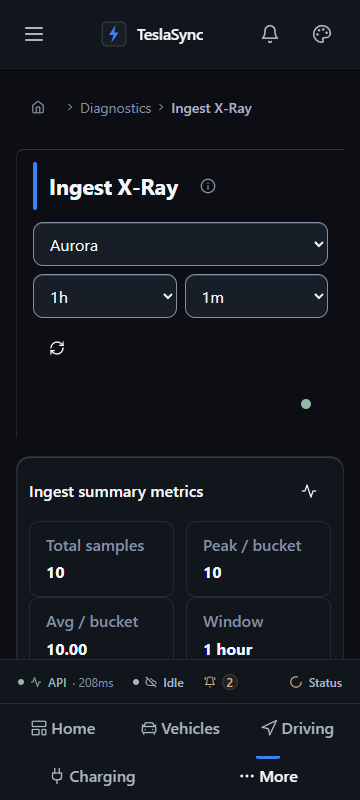 TeslaSync
Diagnostics Ingest X-Ray
Ingest X-Ray
Aurora
1h 1m
Ingest summary metrics
Total samples Peak / bucket
10 10
Avg / bucket Window
10.00 1 hour
API · 208ms Idle 2 Status
Home Vehicles Driving
Charging More